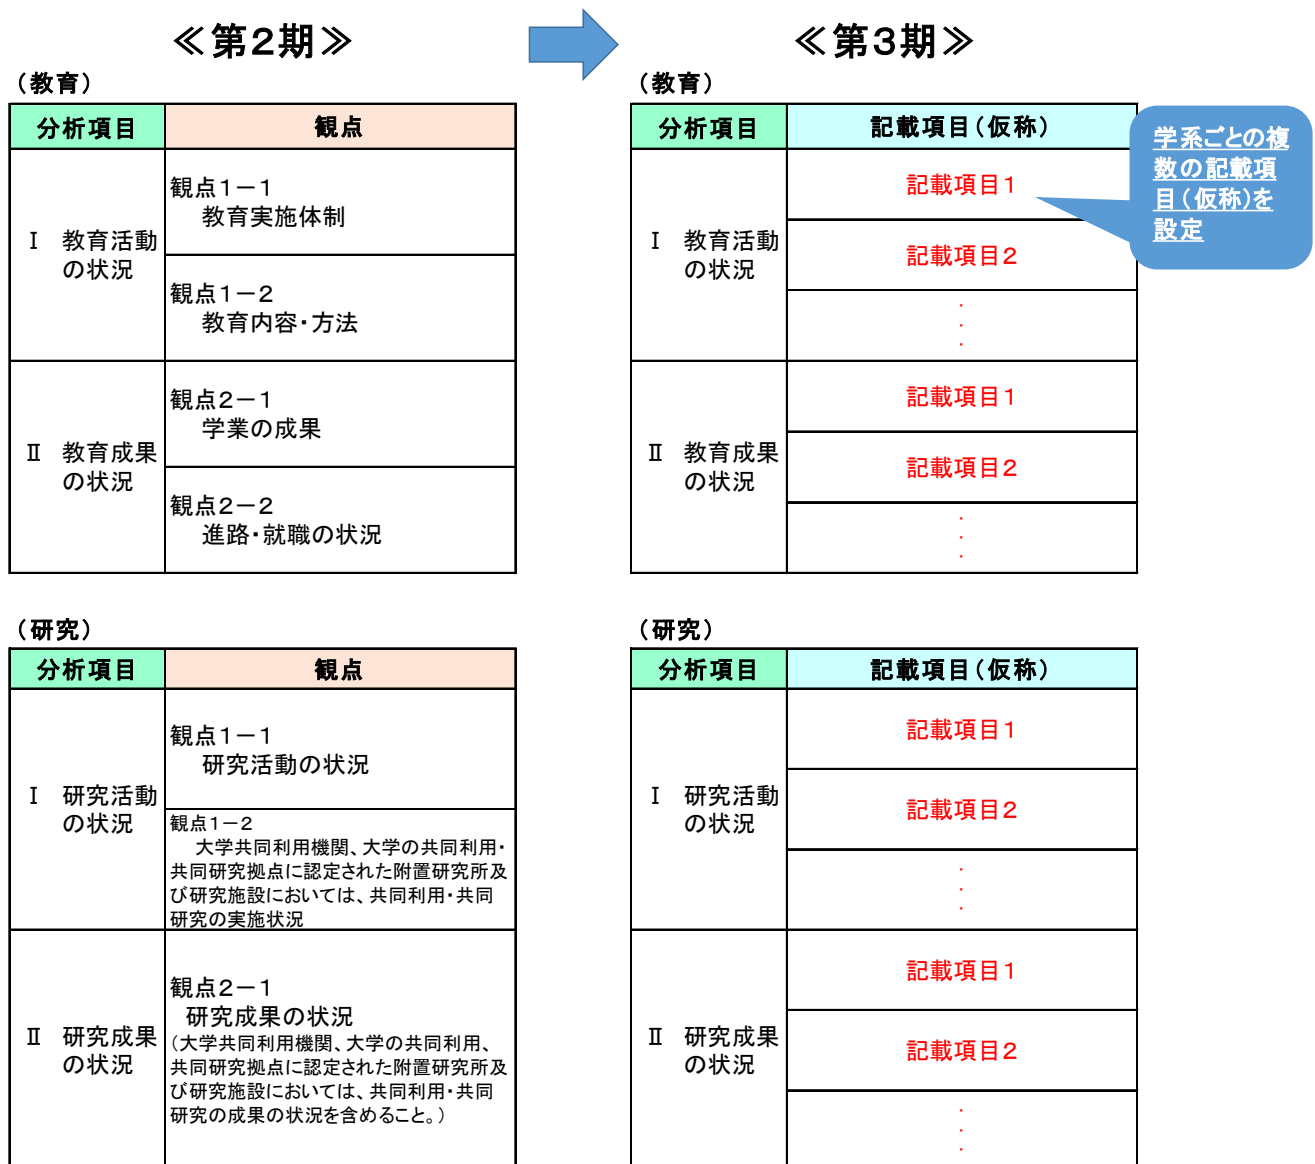 ≪第２期≫
（教育）
分析項目
観点
Ⅰ　教育活動
の状況
観点１－１
教育実施体制
観点１－２
教育内容・方法
Ⅱ　教育成果
の状況
観点２－１
学業の成果
観点２－２
進路・就職の状況
（研究）
分析項目
観点
Ⅰ　研究活動
の状況
観点１－１
研究活動の状況
観点１－２
大学共同利用機関、大学の共同利用・
共同研究拠点に認定された附置研究所及
び研究施設においては、共同利用・共同
研究の実施状況
Ⅱ　研究成果
の状況
観点２－１
研究成果の状況
（大学共同利用機関、大学の共同利用、
共同研究拠点に認定された附置研究所及
び研究施設においては、共同利用・共同
研究の成果の状況を含めること。）
≪第３期≫
（教育）
分析項目
記載項目（仮称）
Ⅰ　教育活動
の状況
記載項目１
記載項目２
・
・
・
学系ごとの複
数の記載項
目（仮称）を
設定
Ⅱ　教育成果
の状況
記載項目１
記載項目２
・
・
・
（研究）
分析項目
記載項目（仮称）
Ⅰ　研究活動
の状況
記載項目１
記載項目２
・
・
・
Ⅱ　研究成果
の状況
記載項目１
記載項目２
・
・
・